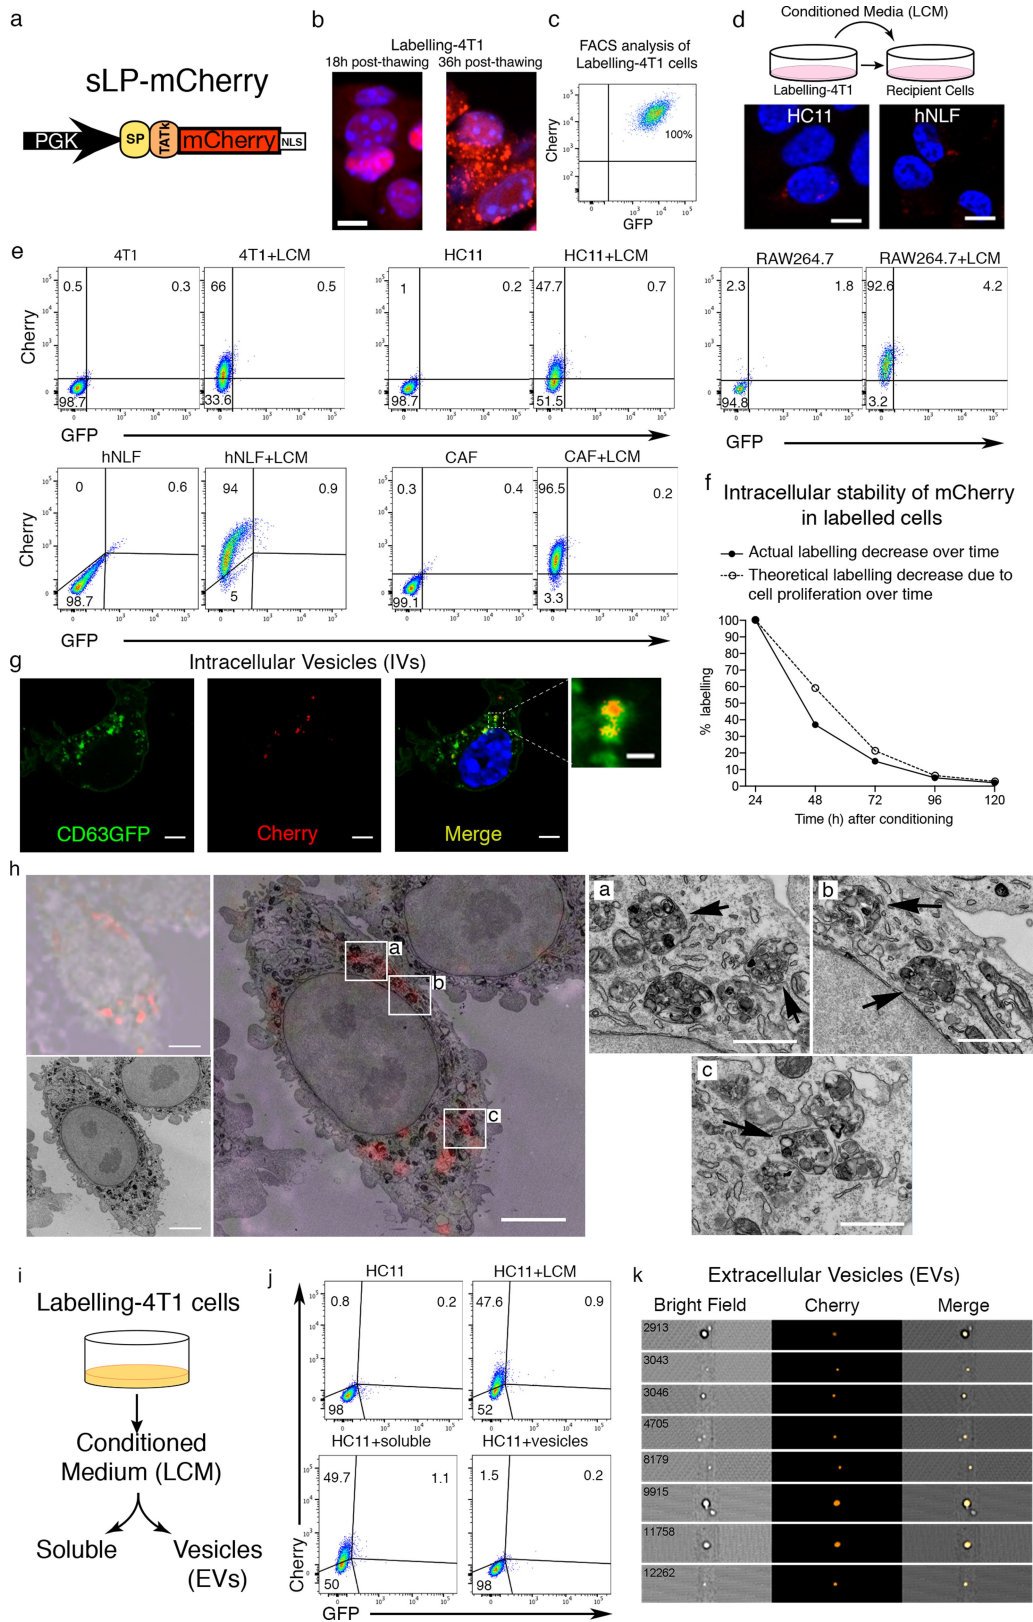 a
sLP-mCherry
PGK
SP
TATk
mCherry
NLS
b
Labelling-4T1
18h post-thawing
36h post-thawing
c
FACS analysis of
Labelling-4T1 cells
Cherry
10⁵
10⁴
10³
10²
0
100%
0
10³
10⁴
10⁵
GFP
d
Conditioned Media (LCM)
Labelling-4T1
Recipient Cells
HC11
hNLF
e
4T1
4T1+LCM
HC11
HC11+LCM
RAW264.7
RAW264.7+LCM
Cherry
0.5
0.3
98.7
66
0.5
33.6
1
0.2
98.7
47.7
0.7
51.5
2.3
1.8
94.8
92.6
4.2
3.2
GFP
GFP
hNLF
hNLF+LCM
CAF
CAF+LCM
Cherry
0
0.6
98.7
94
0.9
5
0.3
0.4
99.1
96.5
0.2
3.3
GFP
f
Intracellular stability of mCherry
in labelled cells
Actual labelling decrease over time
Theoretical labelling decrease due to
cell proliferation over time
% labelling
100
90
80
70
60
50
40
30
20
10
0
24
48
72
96
120
Time (h) after conditioning
g
Intracellular Vesicles (IVs)
CD63GFP
Cherry
Merge
h
a
b
c
a
b
c
i
Labelling-4T1 cells
Conditioned
Medium (LCM)
Soluble
Vesicles
(EVs)
j
HC11
HC11+LCM
0.8
0.2
98
47.6
0.9
52
HC11+soluble
HC11+vesicles
49.7
1.1
50
1.5
0.2
98
Cherry
GFP
k
Extracellular Vesicles (EVs)
Bright Field
Cherry
Merge
2913
3043
3046
4705
8179
9915
11758
12262